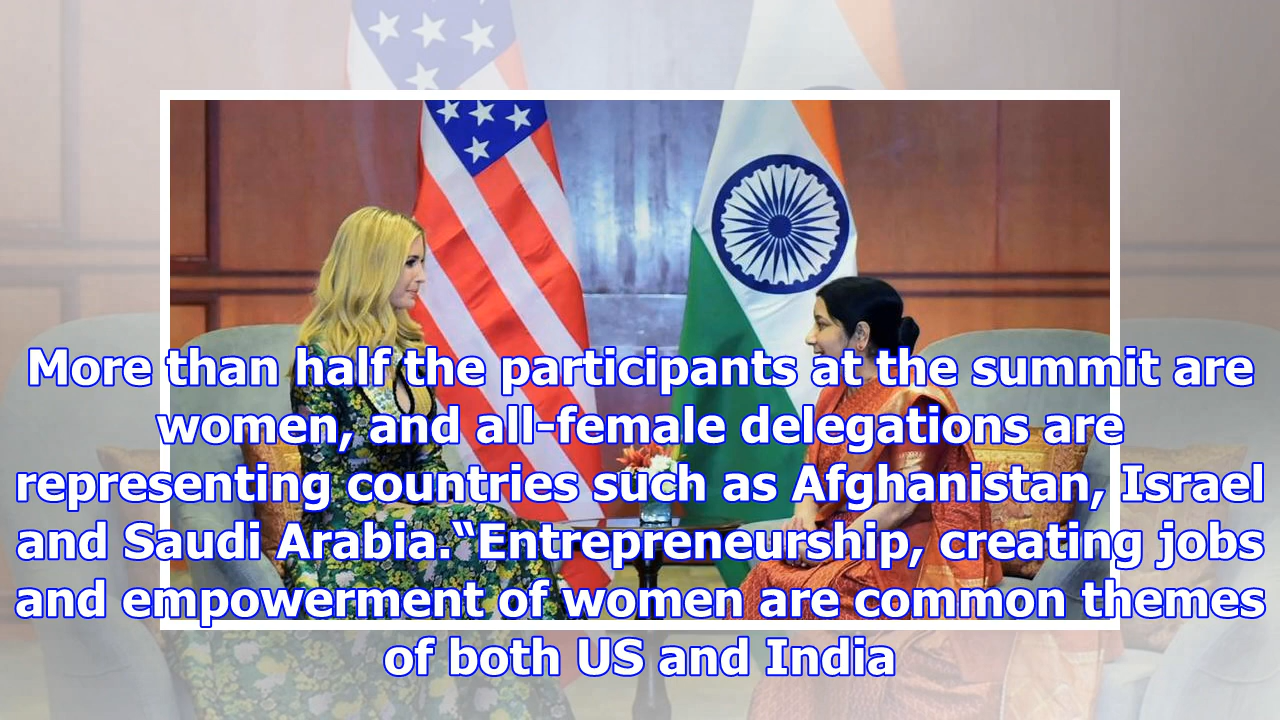 More than half the participants at the summit are
women, and all-female delegations are
representing countries such as Afghanistan, Israel
and Saudi Arabia.“Entrepreneurship, creating jobs
and empowerment of women are common themes
of both US and India